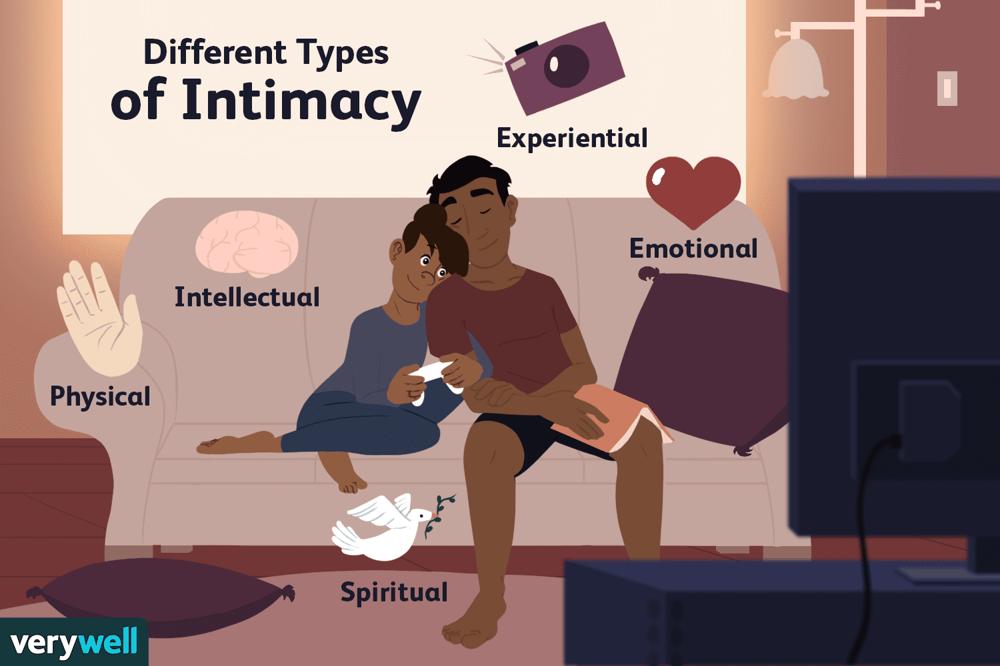 Different Types
of Intimacy
Experiential
Emotional
Intellectual
Physical
Spiritual
verywell